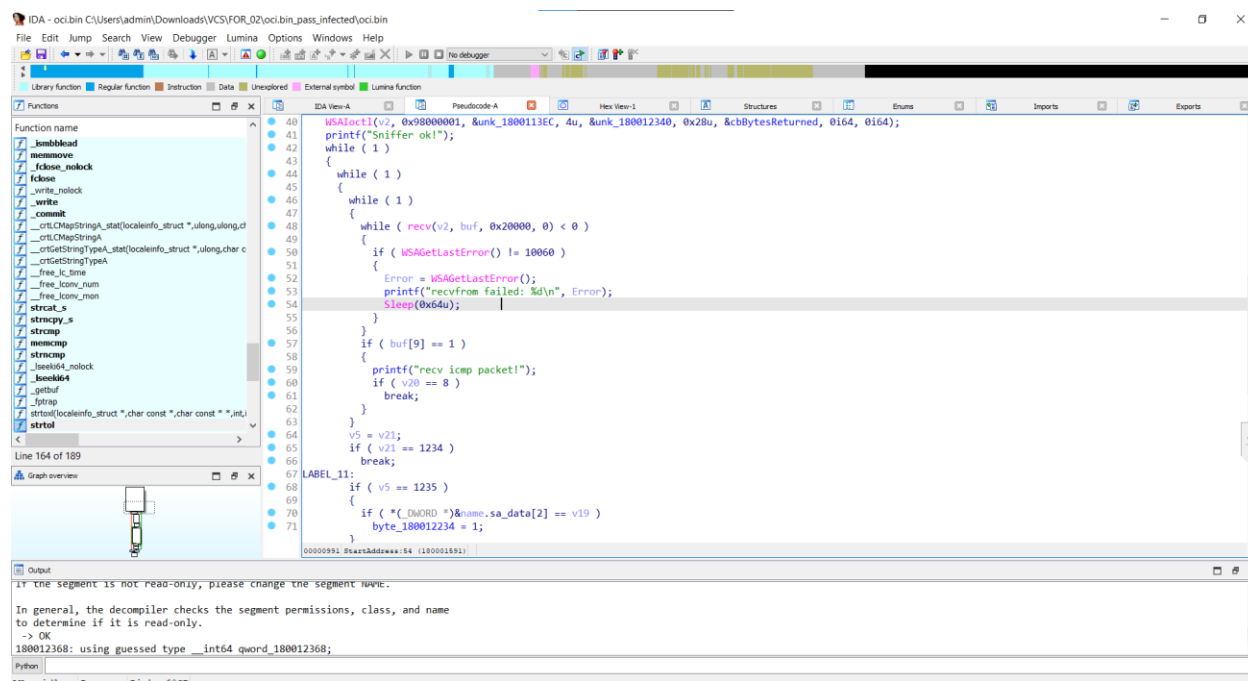 IDA - oci.bin C:\Users\admin\Downloads\VCS\FOR_02\oci.bin_pass_infected\oci.bin
File Edit Jump Search View Debugger Lumina Options Windows Help
No debugger
Library function Regular function Instruction Data Unexplored External symbol Lumina function
Functions
IDA View-A Pseudocode-A Hex View-1 Structures Enums Imports Exports
Function name
_ismbblead
memmove
_fclose_nolock
fclose
_write_nolock
_write
_commit
__crtLCMapStringA_stat(localeinfo_struct *,ulong,ulong,ch
__crtLCMapStringA
__crtGetStringTypeA_stat(localeinfo_struct *,ulong,char c
__crtGetStringTypeA
__free_lc_time
__free_lconv_num
__free_lconv_mon
strcat_s
strncpy_s
strcmp
memcmp
strncmp
_lseeki64_nolock
_lseeki64
_getbuf
_fptrap
strtoxl(localeinfo_struct *,char const *,char const * *,int,i
strtol
Line 164 of 189
Graph overview
40 WSAIoctl(v2, 0x98000001, &unk_1800113EC, 4u, &unk_180012340, 0x28u, &cbBytesReturned, 0i64, 0i64);
41 printf("Sniffer ok!");
42 while ( 1 )
43 {
44 while ( 1 )
45 {
46 while ( 1 )
47 {
48 while ( recv(v2, buf, 0x20000, 0) < 0 )
49 {
50 if ( WSAGetLastError() != 10060 )
51 {
52 Error = WSAGetLastError();
53 printf("recvfrom failed: %d\n", Error);
54 Sleep(0x64u);
55 }
56 }
57 if ( buf[9] == 1 )
58 {
59 printf("recv icmp packet!");
60 if ( v20 == 8 )
61 break;
62 }
63 }
64 v5 = v21;
65 if ( v21 == 1234 )
66 break;
67 LABEL_11:
68 if ( v5 == 1235 )
69 {
70 if ( *(_DWORD *)&name.sa_data[2] == v19 )
71 byte_180012234 = 1;
}
00000991 StartAddress:54 (180001591)
Output
If the segment is not read-only, please change the segment NAME.
In general, the decompiler checks the segment permissions, class, and name
to determine if it is read-only.
-> OK
180012368: using guessed type __int64 qword_180012368;
Python